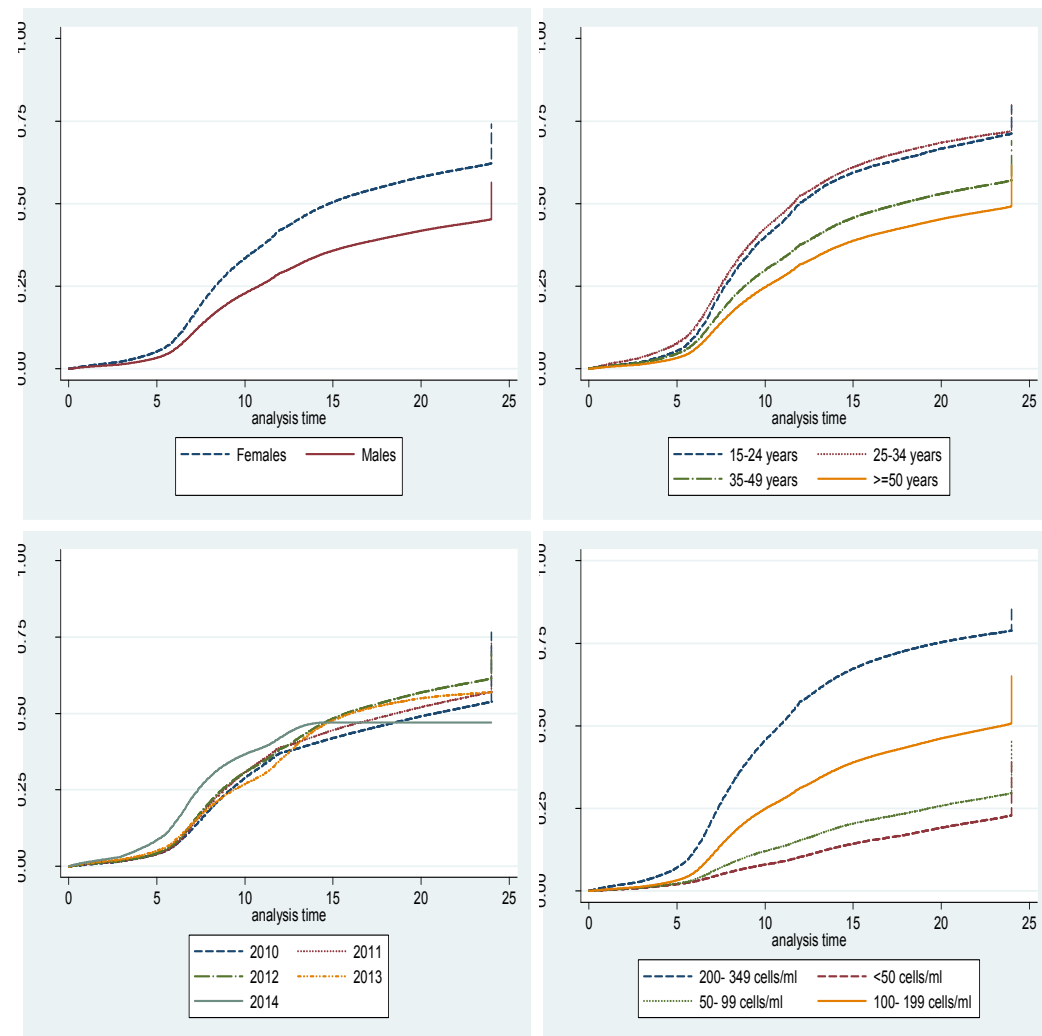 1.00
0.75
0.50
0.25
0.00
0 5 10 15 20 25
analysis time
Females Males
1.00
0.75
0.50
0.25
0.00
0 5 10 15 20 25
analysis time
15-24 years 25-34 years
35-49 years >=50 years
1.00
0.75
0.50
0.25
0.00
0 5 10 15 20 25
analysis time
2010 2011
2012 2013
2014
1.00
0.75
0.50
0.25
0.00
0 5 10 15 20 25
analysis time
200- 349 cells/ml <50 cells/ml
50- 99 cells/ml 100- 199 cells/ml